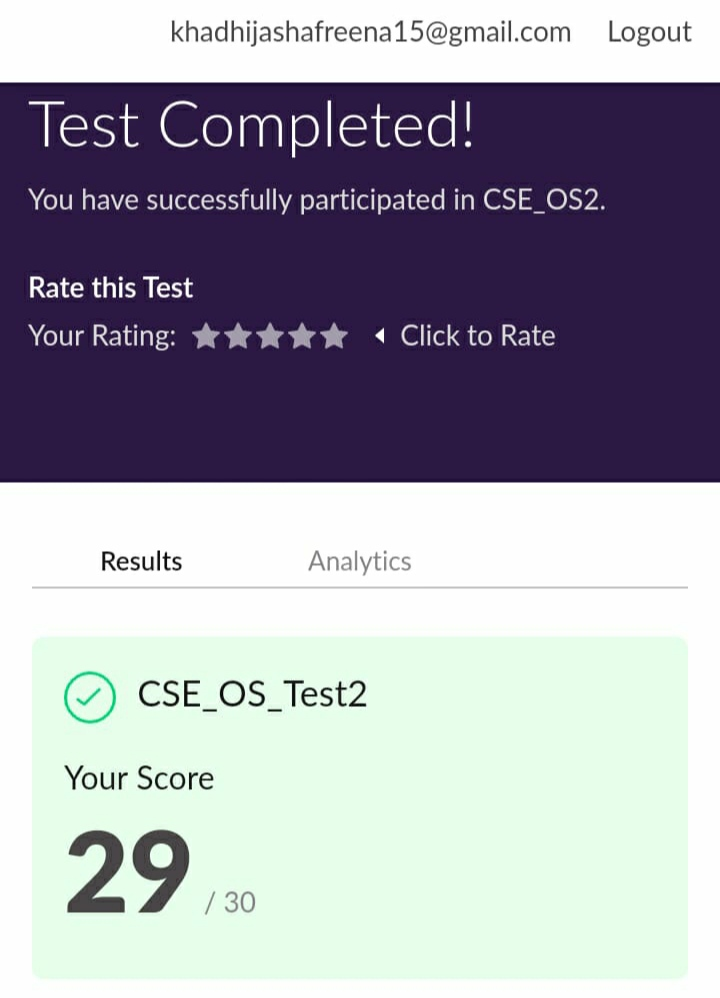 khadhijashafreena15@gmail.com Logout
Test Completed!
You have successfully participated in CSE_OS2.
Rate this Test
Your Rating: Click to Rate
Results Analytics
CSE_OS_Test2
Your Score
29 / 30